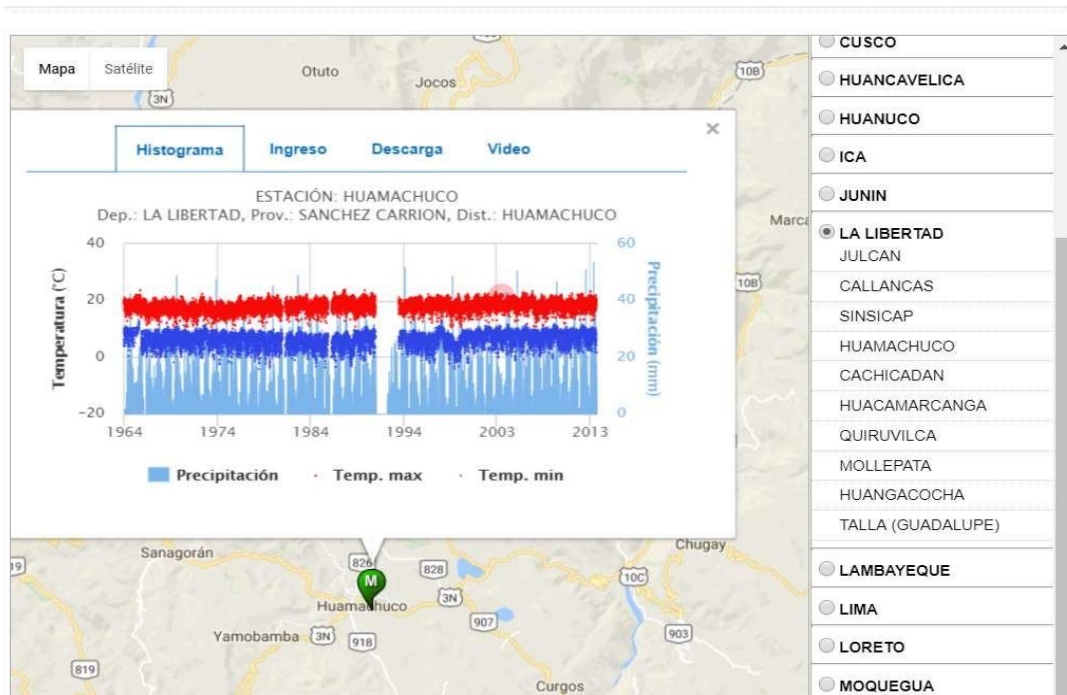 Mapa Satélite
Otuto
Jocos
10B
3N
Histograma Ingreso Descarga Video
×
ESTACIÓN: HUAMACHUCO
Dep.: LA LIBERTAD, Prov.: SANCHEZ CARRION, Dist.: HUAMACHUCO
Marca
10B
40 60
20 40
0 20
-20 0
Temperatura (°C)
Precipitación (mm)
1964 1974 1984 1994 2003 2013
Precipitación Temp. max Temp. min
Sanagorán
Chugay
19
826
828
10C
M
Huamachuco
3N
907
Yamobamba
3N
918
903
819
Curgos
CUSCO
HUANCAVELICA
HUANUCO
ICA
JUNIN
LA LIBERTAD
JULCAN
CALLANCAS
SINSICAP
HUAMACHUCO
CACHICADAN
HUACAMARCANGA
QUIRUVILCA
MOLLEPATA
HUANGACOCHA
TALLA (GUADALUPE)
LAMBAYEQUE
LIMA
LORETO
MOQUEGUA